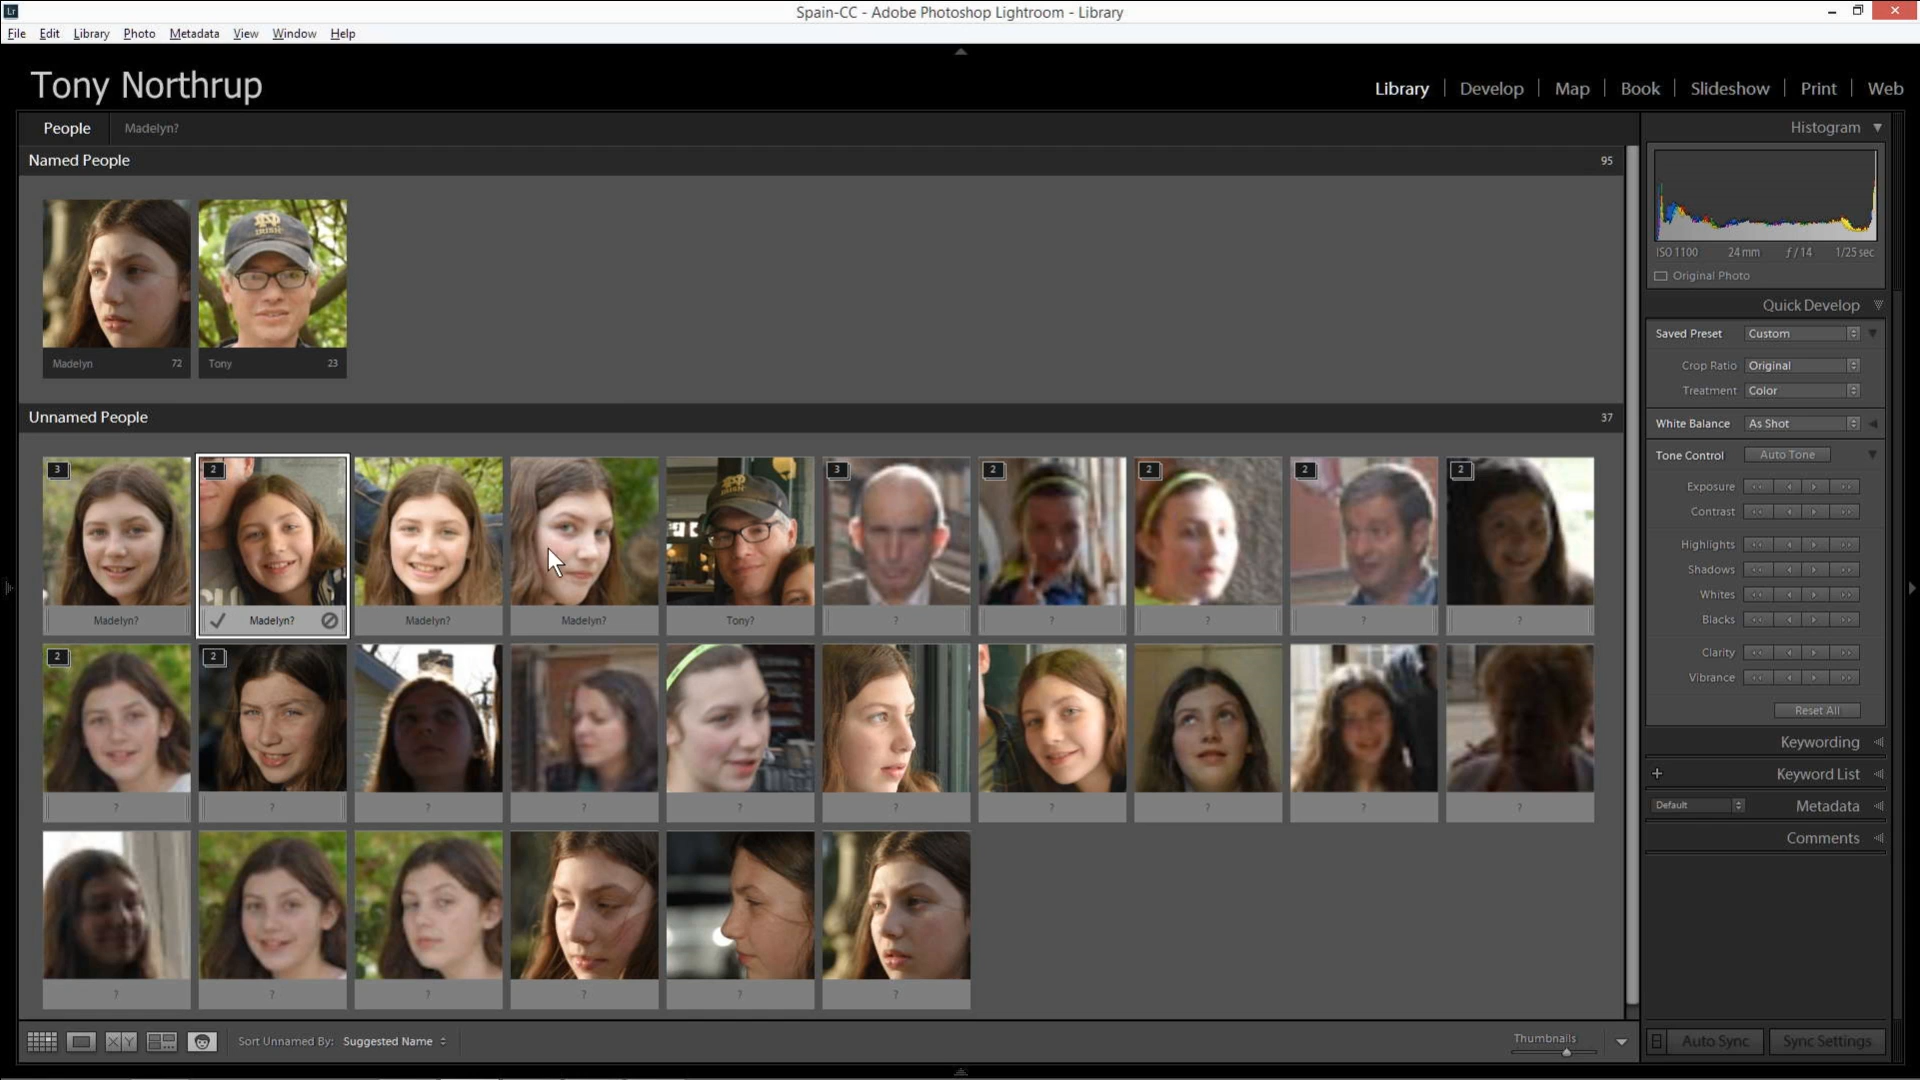 Lr
Spain-CC - Adobe Photoshop Lightroom - Library
File Edit Library Photo Metadata View Window Help
Tony Northrup
Library Develop Map Book Slideshow Print Web
People Madelyn?
Histogram
Named People 95
ND
IRISH
ISO 1100 24 mm ƒ / 14 1/25 sec
Original Photo
Quick Develop
Saved Preset Custom
Madelyn 72
Tony 23
Crop Ratio Original
Treatment Color
Unnamed People 37
White Balance As Shot
Tone Control Auto Tone
3 2 3 2 2 2 2
IRISH
Exposure
Contrast
Highlights
Shadows
Whites
Blacks
Madelyn? Madelyn? Madelyn? Madelyn? Tony? ? ? ? ? ?
2 2
Clarity
Vibrance
Reset All
Keywording
+ Keyword List
Default Metadata
? ? ? ? ? ? ? ? ? ?
Comments
? ? ? ? ? ?
XY Sort Unnamed By: Suggested Name
Thumbnails
Auto Sync Sync Settings